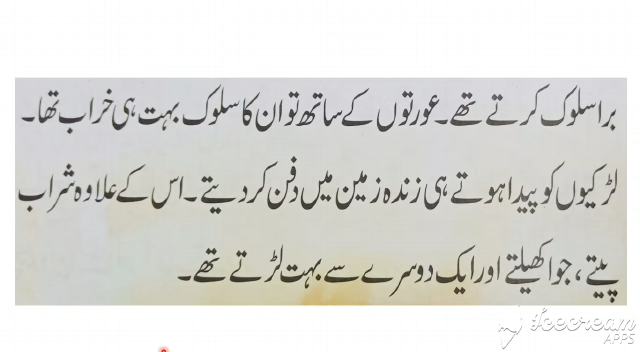 برا سلوک کرتے تھے۔ عورتوں کے ساتھ تو ان کا سلوک بہت ہی خراب تھا۔
لڑکیوں کو پیدا ہوتے ہی زندہ زمین میں دفن کر دیتے۔ اس کے علاوہ شراب
پیتے، جوا کھیلتے اور ایک دوسرے سے بہت لڑتے تھے۔
Icecream
APPS